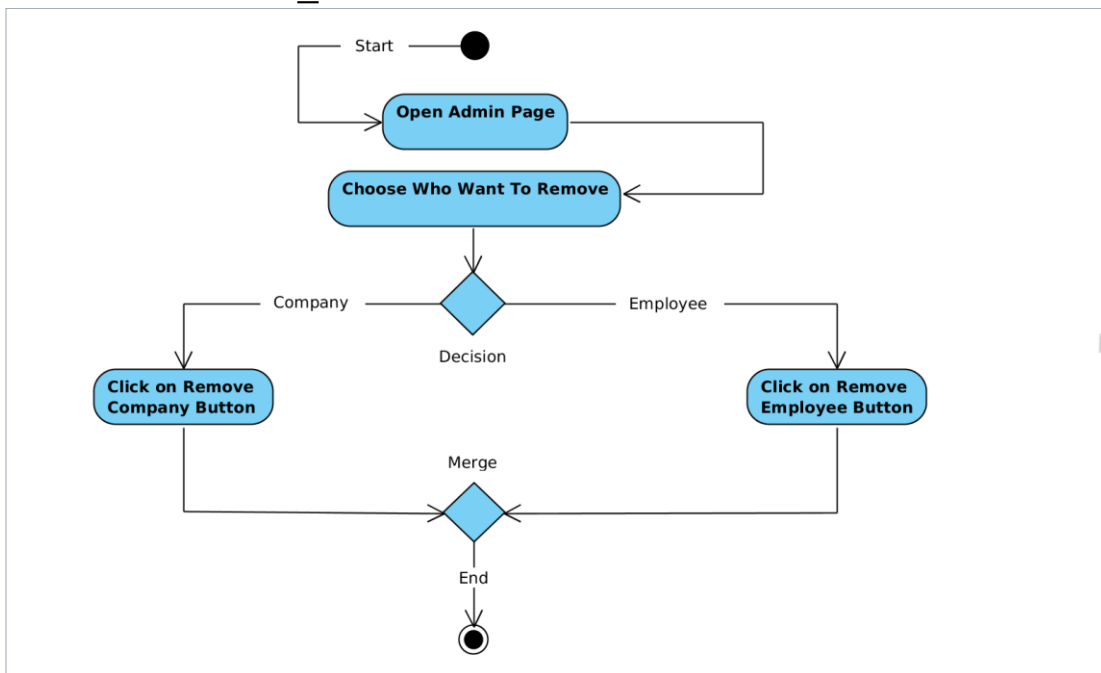 Start
Open Admin Page
Choose Who Want To Remove
Company
Employee
Decision
Click on Remove
Company Button
Click on Remove
Employee Button
Merge
End